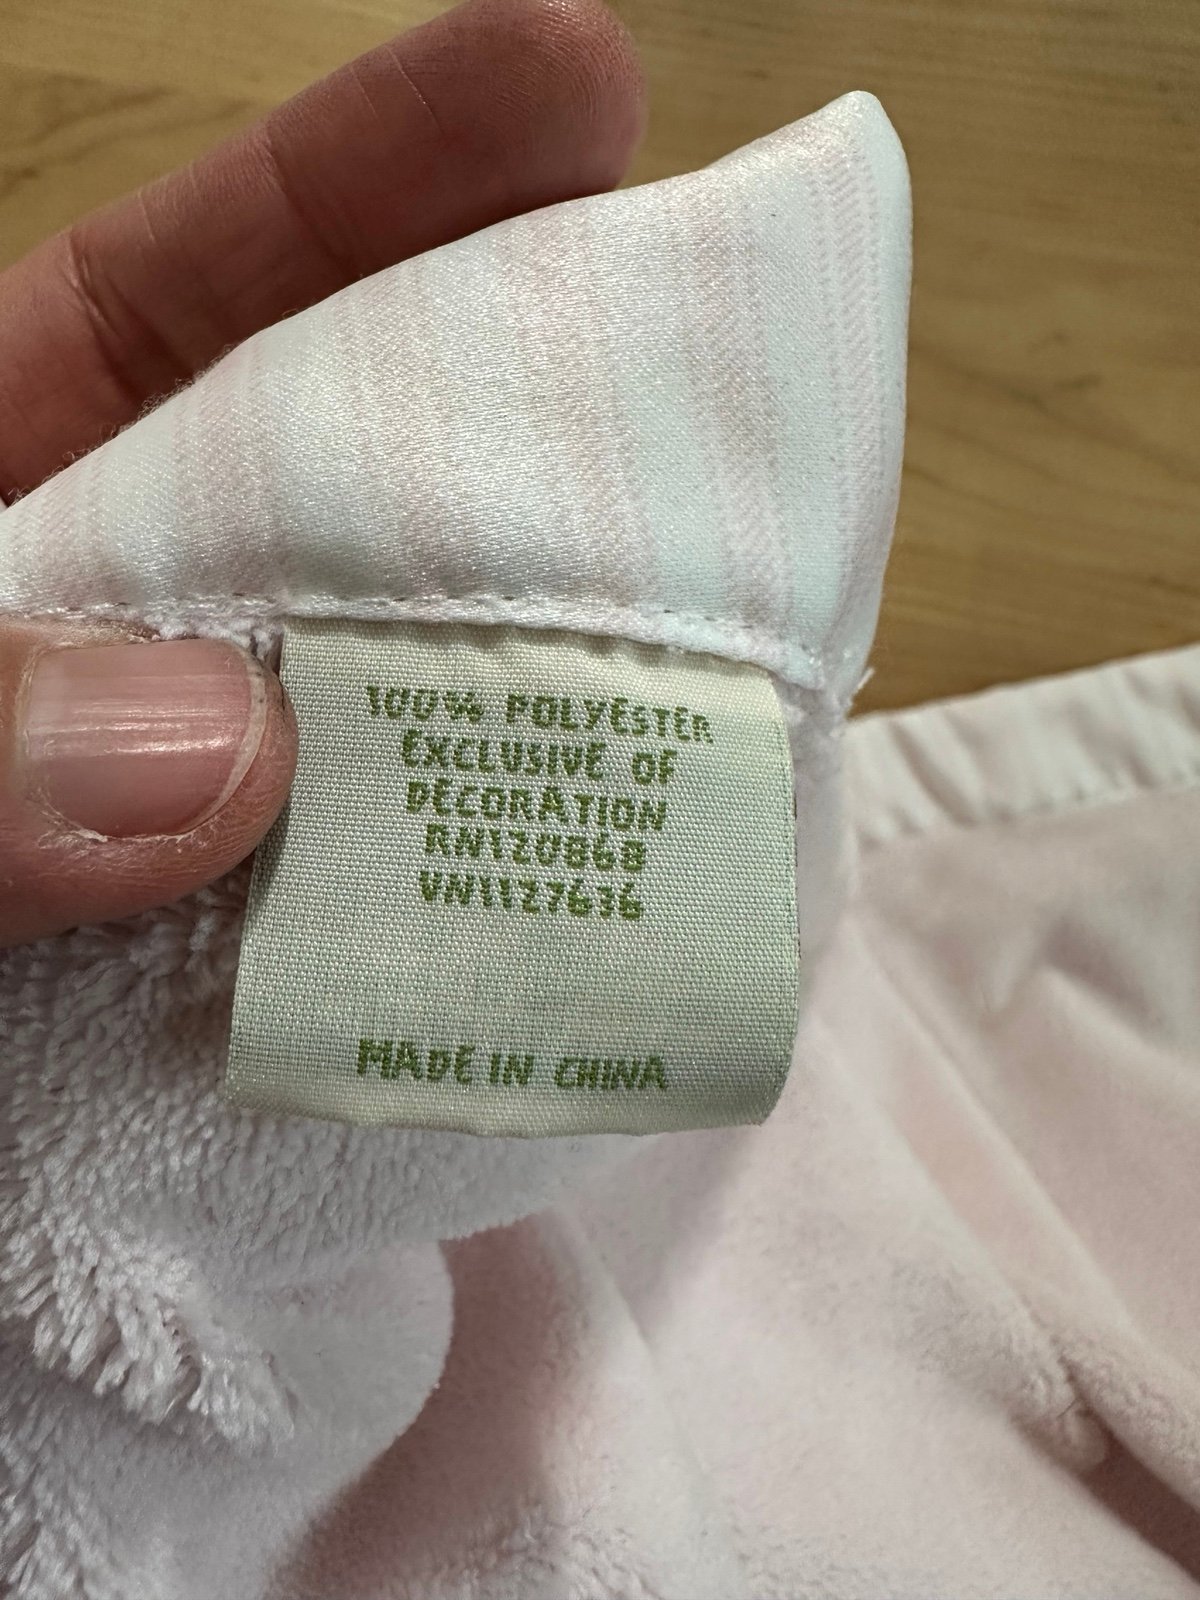 100% POLYESTER
EXCLUSIVE OF
DECORATION
RN120868
VN1127636
MADE IN CHINA